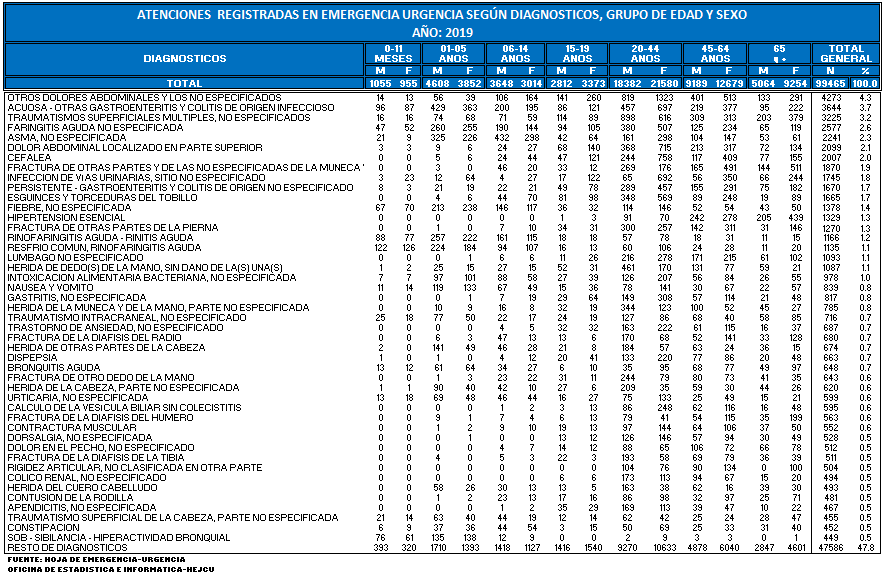 ATENCIONES REGISTRADAS EN EMERGENCIA URGENCIA SEGÚN DIAGNOSTICOS, GRUPO DE EDAD Y SEXO
AÑO: 2019
DIAGNOSTICOS 0-11 MESES 01-05 ANOS 06-14 ANOS 15-19 ANOS 20-44 ANOS 45-64 ANOS 65 TOTAL GENERAL
M F M F M F M F M F M F M F N %
TOTAL 1055 955 4608 3852 3648 3014 2812 3373 18382 21580 9189 12679 5064 9254 99465 100.0
OTROS DOLORES ABDOMINALES Y LOS NO ESPECIFICADOS 14 13 56 39 106 164 141 260 819 1323 401 513 133 291 4273 4.3
ACUOSA - OTRAS GASTROENTERITIS Y COLITIS DE ORIGEN INFECCIOSO 96 87 429 363 200 195 86 121 457 697 219 377 95 222 3644 3.7
TRAUMATISMOS SUPERFICIALES MULTIPLES, NO ESPECIFICADOS 16 16 74 68 71 59 114 89 898 616 309 313 203 379 3225 3.2
FARINGITIS AGUDA NO ESPECIFICADA 47 52 260 255 190 144 94 105 380 507 125 234 65 119 2577 2.6
ASMA, NO ESPECIFICADA 21 9 325 226 432 298 42 64 161 298 104 147 53 61 2241 2.3
DOLOR ABDOMINAL LOCALIZADO EN PARTE SUPERIOR 3 3 9 6 24 27 68 140 368 715 213 317 72 134 2099 2.1
CEFALEA 0 0 5 6 24 44 47 121 244 758 117 409 77 155 2007 2.0
FRACTURA DE OTRAS PARTES Y DE LAS NO ESPECIFICADAS DE LA MUNECA 0 0 3 0 46 20 33 12 269 176 165 491 144 511 1870 1.9
INFECCION DE VIAS URINARIAS, SITIO NO ESPECIFICADO 3 23 12 64 4 27 17 122 65 692 56 350 66 244 1745 1.8
PERSISTENTE - GASTROENTERITIS Y COLITIS DE ORIGEN NO ESPECIFICADO 8 3 21 19 22 21 49 78 289 457 155 291 75 182 1670 1.7
ESGUINCES Y TORCEDURAS DEL TOBILLO 0 0 4 6 44 70 81 98 348 569 89 248 19 89 1665 1.7
FIEBRE, NO ESPECIFICADA 67 70 213 238 146 117 36 32 114 146 52 54 43 50 1378 1.4
HIPERTENSION ESENCIAL 0 0 0 0 0 0 1 3 91 70 242 278 205 439 1329 1.3
FRACTURA DE OTRAS PARTES DE LA PIERNA 0 0 1 0 7 10 34 31 300 257 142 311 31 146 1270 1.3
RINOFARINGITIS AGUDA - RINITIS AGUDA 88 77 257 222 161 115 18 18 57 78 18 31 11 15 1166 1.2
RESFRIO COMUN, RINOFARINGITIS AGUDA 122 126 224 184 94 107 16 13 60 106 24 28 11 20 1135 1.1
LUMBAGO NO ESPECIFICADO 0 0 0 1 6 6 11 26 216 278 171 215 61 102 1093 1.1
HERIDA DE DEDO(S) DE LA MANO, SIN DANO DE LA(S) UNA(S) 1 2 25 15 27 15 52 31 461 170 131 77 59 21 1087 1.1
INTOXICACION ALIMENTARIA BACTERIANA, NO ESPECIFICADA 7 7 97 101 88 58 27 39 126 207 56 84 26 55 978 1.0
NAUSEA Y VOMITO 11 14 119 133 67 49 15 36 78 141 30 67 22 57 839 0.8
GASTRITIS, NO ESPECIFICADA 0 0 0 1 7 19 29 64 149 308 57 114 21 48 817 0.8
HERIDA DE LA MUNECA Y DE LA MANO, PARTE NO ESPECIFICADA 0 0 10 9 16 8 32 19 344 123 100 52 45 27 785 0.8
TRAUMATISMO INTRACRANEAL, NO ESPECIFICADO 25 18 77 50 22 17 24 19 127 86 68 40 58 85 716 0.7
TRASTORNO DE ANSIEDAD, NO ESPECIFICADO 0 0 0 0 4 5 32 32 163 222 61 115 16 37 687 0.7
FRACTURA DE LA DIAFISIS DEL RADIO 0 0 6 3 47 13 13 6 170 68 52 141 33 128 680 0.7
HERIDA DE OTRAS PARTES DE LA CABEZA 2 0 141 49 46 28 21 8 184 57 63 24 36 15 674 0.7
DISPEPSIA 1 0 1 0 4 12 20 41 133 220 77 86 20 48 663 0.7
BRONQUITIS AGUDA 13 12 61 64 34 27 6 10 35 95 68 77 49 97 648 0.7
FRACTURA DE OTRO DEDO DE LA MANO 0 0 1 3 23 22 31 11 244 79 80 73 41 35 643 0.6
HERIDA DE LA CABEZA, PARTE NO ESPECIFICADA 1 1 90 40 42 10 27 6 209 35 59 30 44 26 620 0.6
URTICARIA, NO ESPECIFICADA 13 18 69 48 46 44 16 27 75 133 25 49 15 21 599 0.6
CALCULO DE LA VESICULA BILIAR SIN COLECISTITIS 0 0 0 0 1 2 3 13 86 248 62 116 16 48 595 0.6
FRACTURA DE LA DIAFISIS DEL HUMERO 0 0 9 1 7 4 6 13 79 41 54 115 35 199 563 0.6
CONTRACTURA MUSCULAR 0 0 1 2 9 10 19 13 97 144 64 106 37 50 552 0.6
DORSALGIA, NO ESPECIFICADA 0 0 0 0 1 0 13 12 126 146 57 94 30 49 528 0.5
DOLOR EN EL PECHO, NO ESPECIFICADO 0 0 0 0 4 7 14 12 88 65 106 72 66 78 512 0.5
FRACTURA DE LA DIAFISIS DE LA TIBIA 0 0 4 0 5 3 22 3 193 58 69 79 36 39 511 0.5
RIGIDEZ ARTICULAR, NO CLASIFICADA EN OTRA PARTE 0 0 0 0 0 0 0 0 104 76 90 134 0 100 504 0.5
COLICO RENAL, NO ESPECIFICADO 0 0 0 0 0 0 6 6 173 113 94 67 15 20 494 0.5
HERIDA DEL CUERO CABELLUDO 0 0 58 26 30 13 13 5 163 38 62 16 39 30 493 0.5
CONTUSION DE LA RODILLA 0 0 1 2 23 13 17 16 86 98 32 97 25 71 481 0.5
APENDICITIS, NO ESPECIFICADA 0 0 0 1 2 35 29 169 113 39 47 10 22 467 0.5
TRAUMATISMO SUPERFICIAL DE LA CABEZA, PARTE NO ESPECIFICADA 21 14 63 40 44 19 12 14 62 42 25 24 28 47 455 0.5
CONSTIPACION 6 9 37 36 44 54 3 15 50 69 25 33 31 40 452 0.5
SOB - SIBILANCIA - HIPERACTIVIDAD BRONQUIAL 76 61 135 138 12 9 0 0 2 9 3 3 0 1 449 0.5
RESTO DE DIAGNOSTICOS 393 320 1710 1393 1418 1127 1416 1540 9270 10633 4878 6040 2847 4601 47586 47.8
FUENTE: HOJA DE EMERGENCIA-URGENCIA
OFICINA DE ESTADISTICA E INFORMATICA-HEJCU